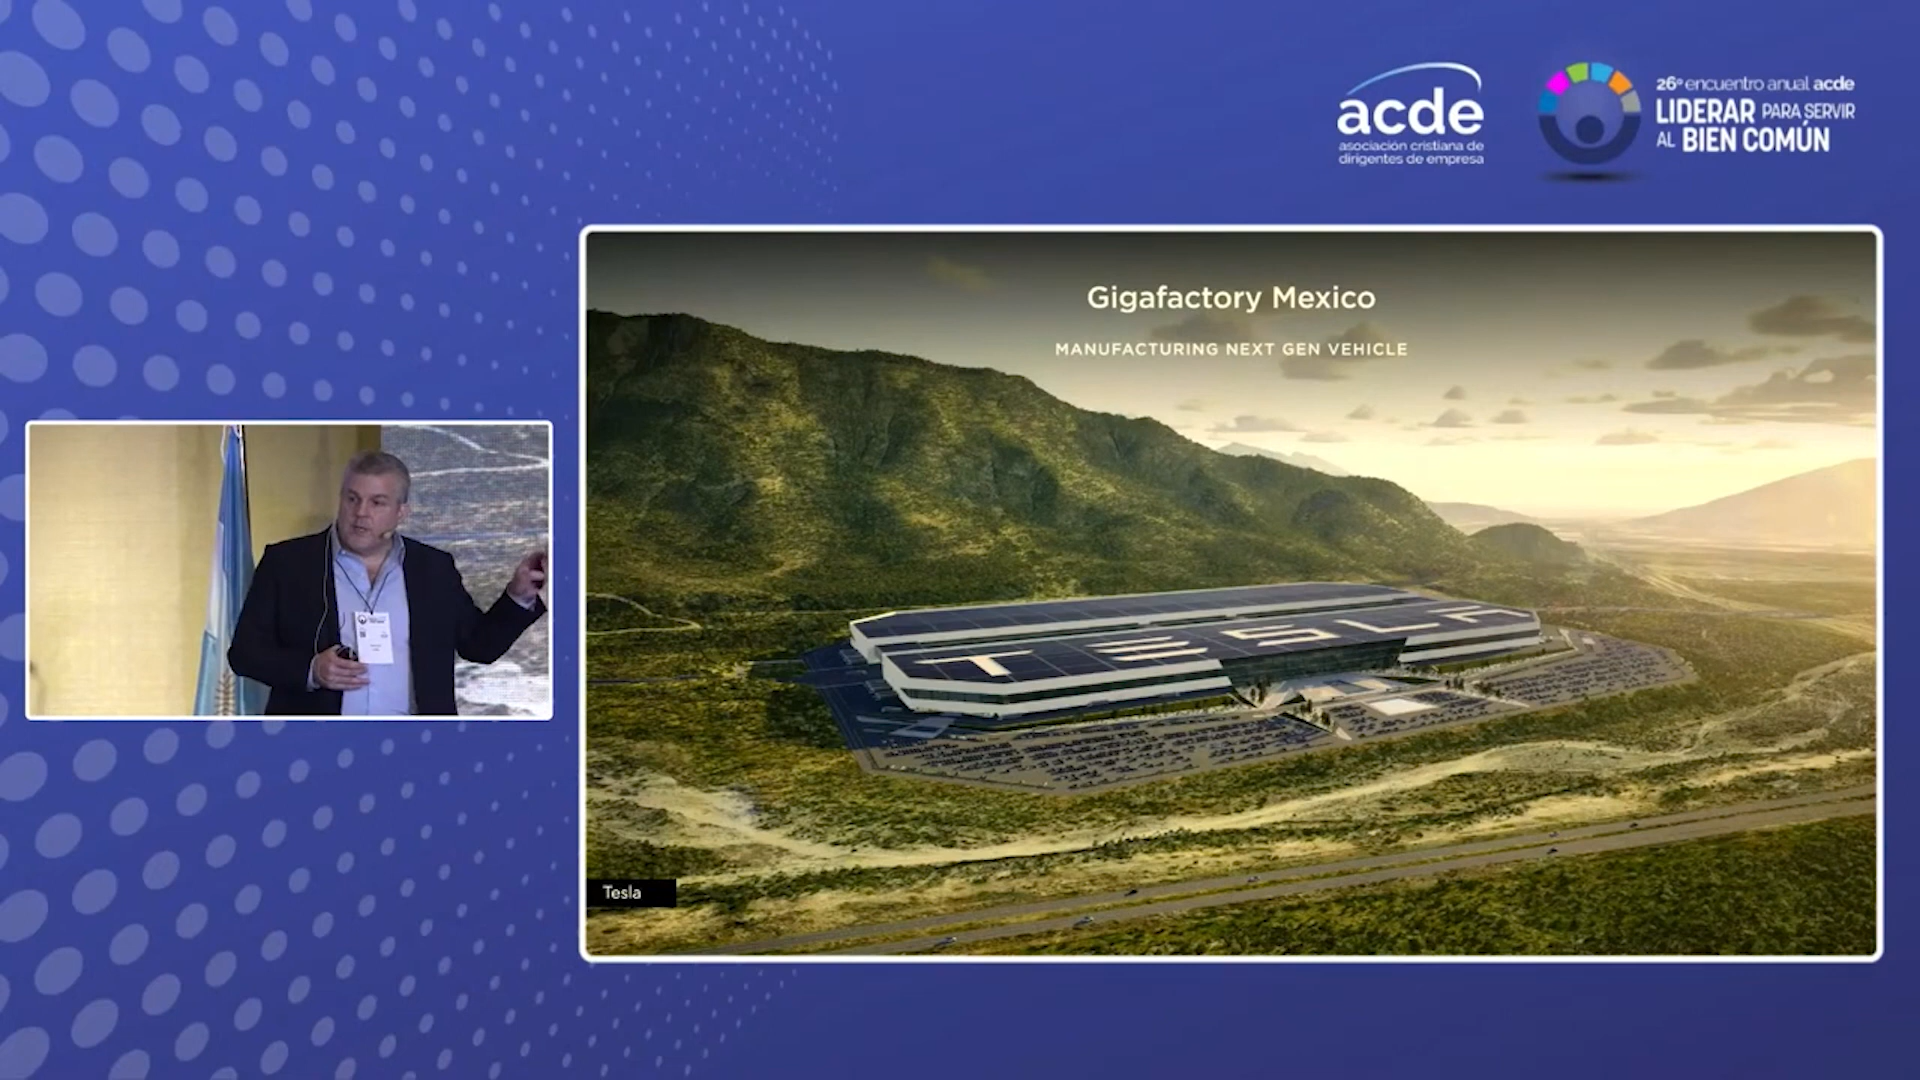 acde
asociación cristiana de
dirigentes de empresa
26º encuentro anual acde
LIDERAR PARA SERVIR
AL BIEN COMÚN
Gigafactory Mexico
MANUFACTURING NEXT GEN VEHICLE
TESLA
Tesla